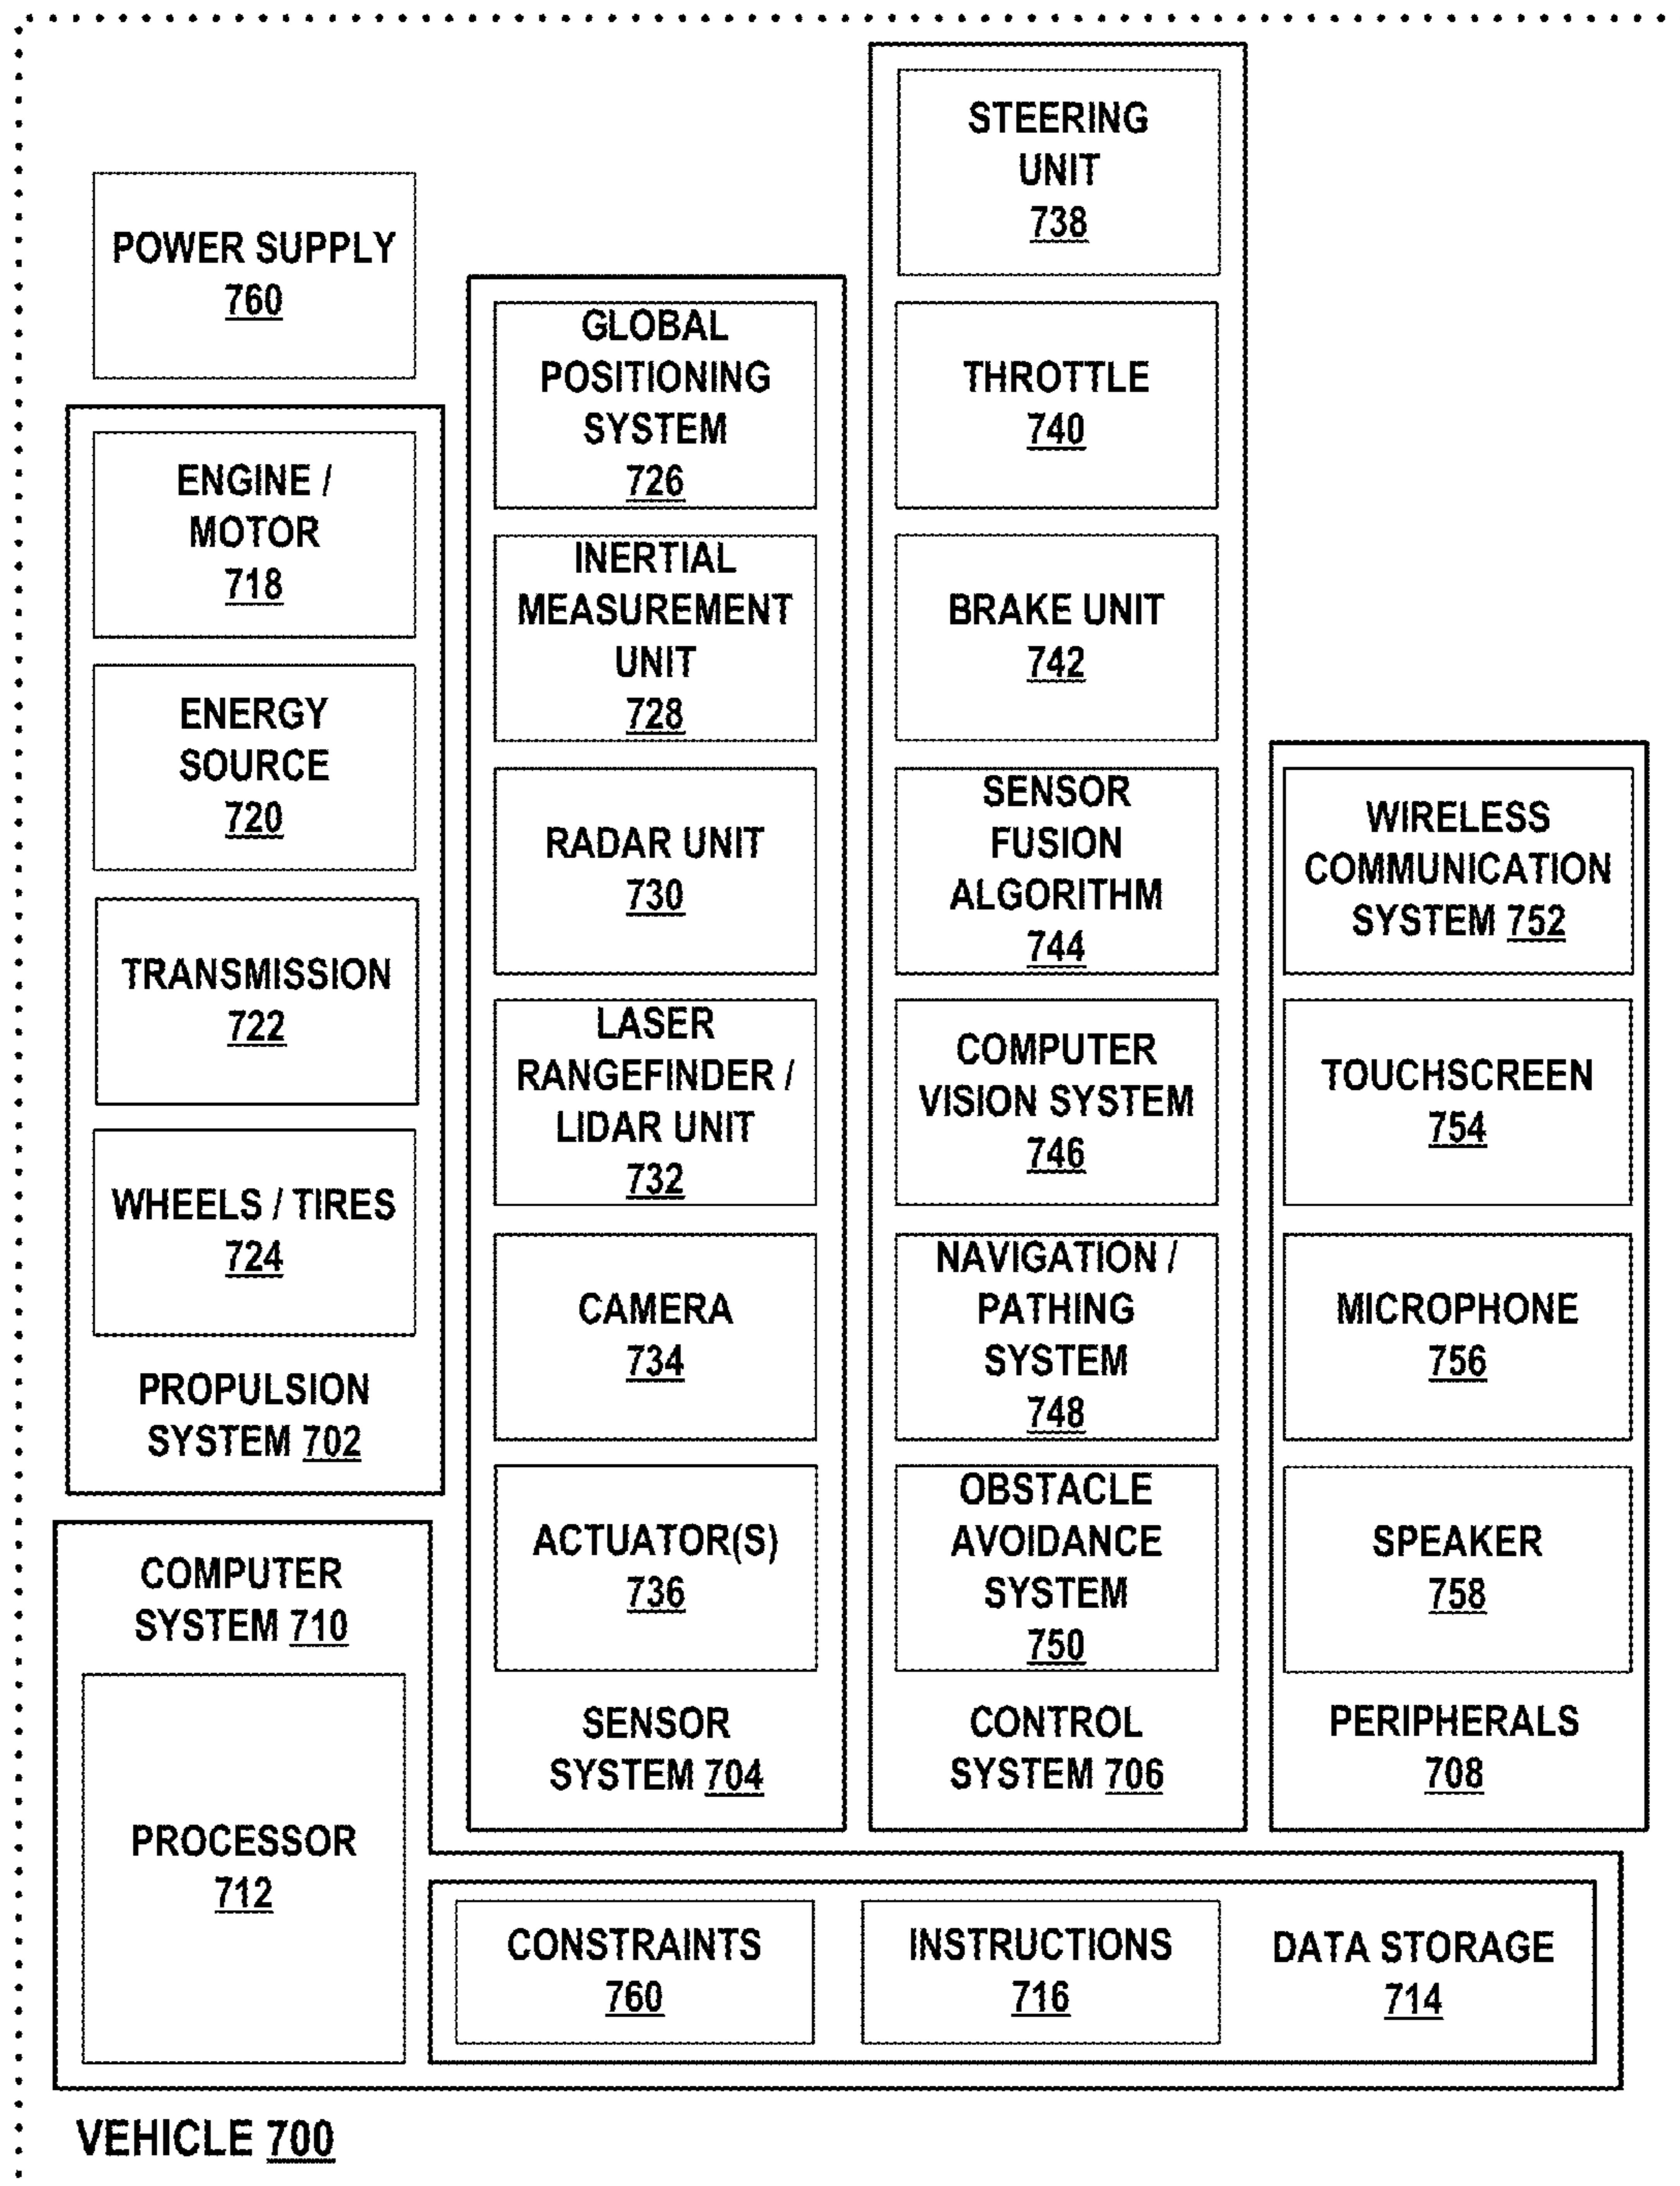 POWER SUPPLY
760
ENGINE /
MOTOR
718
ENERGY
SOURCE
720
TRANSMISSION
722
WHEELS / TIRES
724
PROPULSION
SYSTEM 702
GLOBAL
POSITIONING
SYSTEM
726
INERTIAL
MEASUREMENT
UNIT
728
RADAR UNIT
730
LASER
RANGEFINDER /
LIDAR UNIT
732
CAMERA
734
ACTUATOR(S)
736
SENSOR
SYSTEM 704
STEERING
UNIT
738
THROTTLE
740
BRAKE UNIT
742
SENSOR
FUSION
ALGORITHM
744
COMPUTER
VISION SYSTEM
746
NAVIGATION /
PATHING
SYSTEM
748
OBSTACLE
AVOIDANCE
SYSTEM
750
CONTROL
SYSTEM 706
WIRELESS
COMMUNICATION
SYSTEM 752
TOUCHSCREEN
754
MICROPHONE
756
SPEAKER
758
PERIPHERALS
708
COMPUTER
SYSTEM 710
PROCESSOR
712
CONSTRAINTS
760
INSTRUCTIONS
716
DATA STORAGE
714
VEHICLE 700